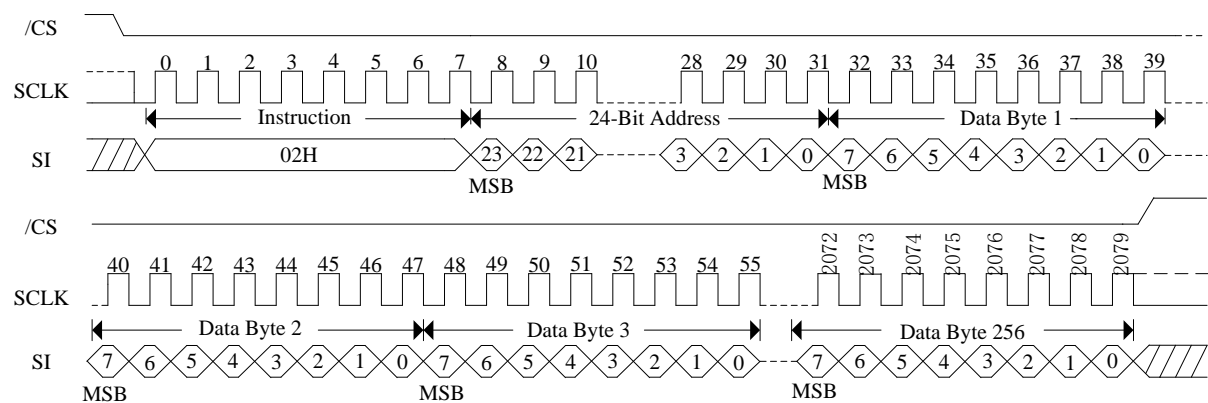 /CS
0 1 2 3 4 5 6 7 8 9 10 28 29 30 31 32 33 34 35 36 37 38 39
SCLK
Instruction 24-Bit Address Data Byte 1
SI 02H 23 22 21 3 2 1 0 7 6 5 4 3 2 1 0
MSB MSB
/CS
40 41 42 43 44 45 46 47 48 49 50 51 52 53 54 55 2072 2073 2074 2075 2076 2077 2078 2079
SCLK
Data Byte 2 Data Byte 3 Data Byte 256
SI 7 6 5 4 3 2 1 0 7 6 5 4 3 2 1 0 7 6 5 4 3 2 1 0
MSB MSB MSB